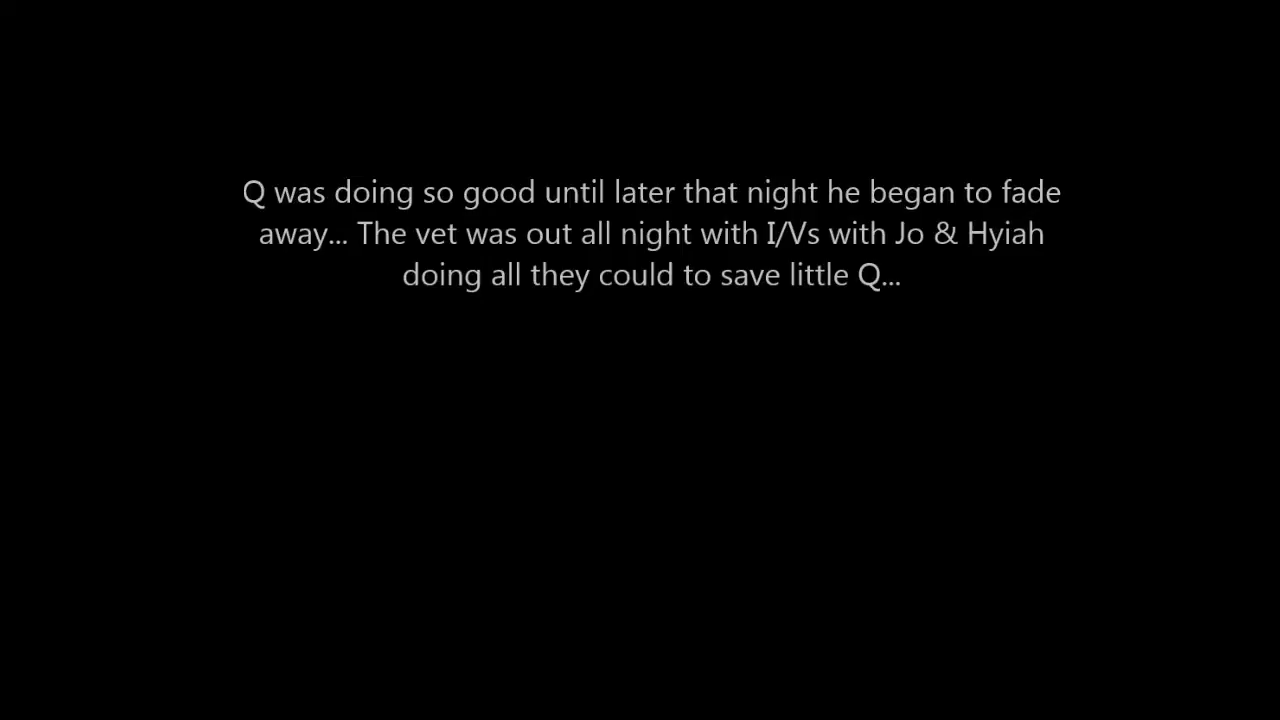 Q was doing so good until later that night he began to fade
away... The vet was out all night with I/Vs with Jo & Hyiah
doing all they could to save little Q...